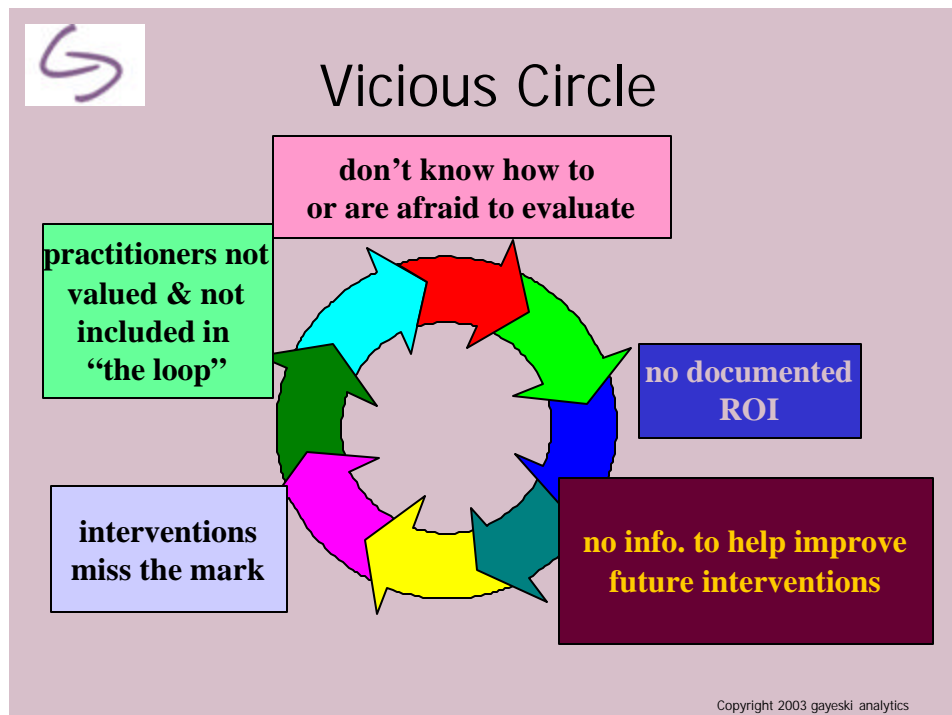 Vicious Circle
don’t know how to
or are afraid to evaluate
practitioners not
valued & not
included in
“the loop”
no documented
ROI
no info. to help improve
future interventions
interventions
miss the mark
Copyright 2003 gayeski analytics